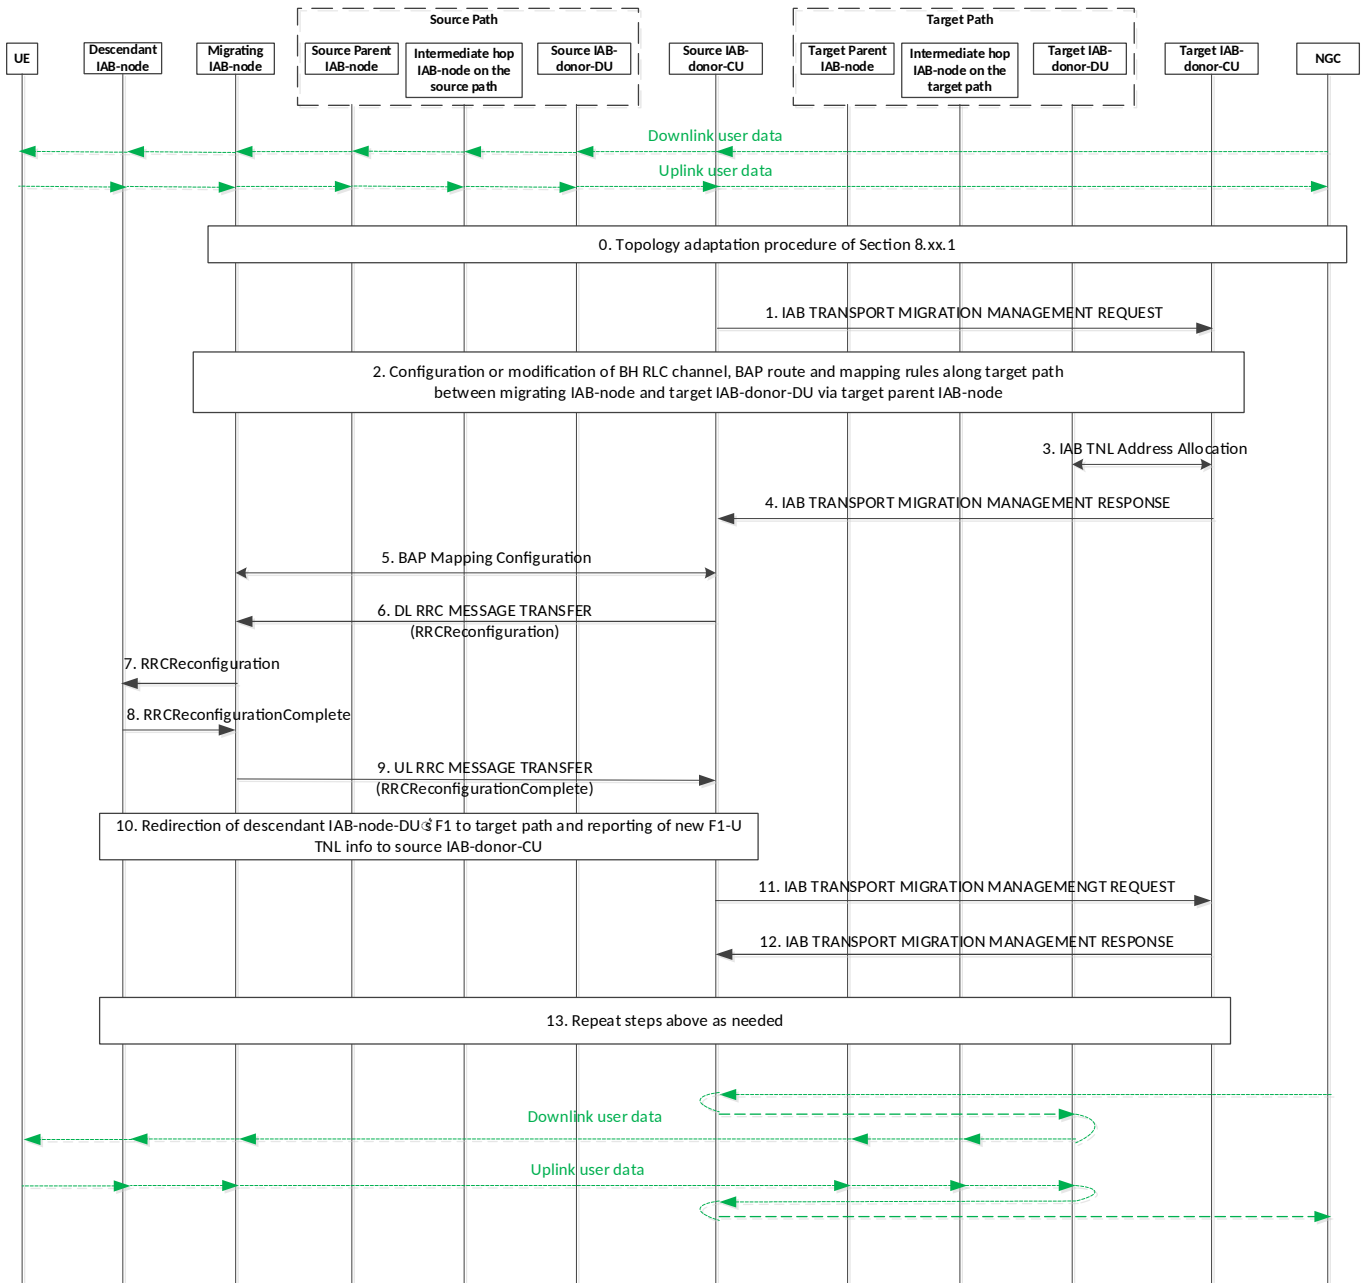 Source Path
Target Path
UE
Descendant
IAB-node
Migrating
IAB-node
Source Parent
IAB-node
Intermediate hop
IAB-node on the
source path
Source IAB-
donor-DU
Source IAB-
donor-CU
Target Parent
IAB-node
Intermediate hop
IAB-node on the
target path
Target IAB-
donor-DU
Target IAB-
donor-CU
NGC
Downlink user data
Uplink user data
0. Topology adaptation procedure of Section 8.xx.1
1. IAB TRANSPORT MIGRATION MANAGEMENT REQUEST
2. Configuration or modification of BH RLC channel, BAP route and mapping rules along target path
between migrating IAB-node and target IAB-donor-DU via target parent IAB-node
3. IAB TNL Address Allocation
4. IAB TRANSPORT MIGRATION MANAGEMENT RESPONSE
5. BAP Mapping Configuration
6. DL RRC MESSAGE TRANSFER
(RRCReconfiguration)
7. RRCReconfiguration
8. RRCReconfigurationComplete
9. UL RRC MESSAGE TRANSFER
(RRCReconfigurationComplete)
10. Redirection of descendant IAB-node-DU's F1 to target path and reporting of new F1-U
TNL info to source IAB-donor-CU
11. IAB TRANSPORT MIGRATION MANAGEMENGT REQUEST
12. IAB TRANSPORT MIGRATION MANAGEMENT RESPONSE
13. Repeat steps above as needed
Downlink user data
Uplink user data